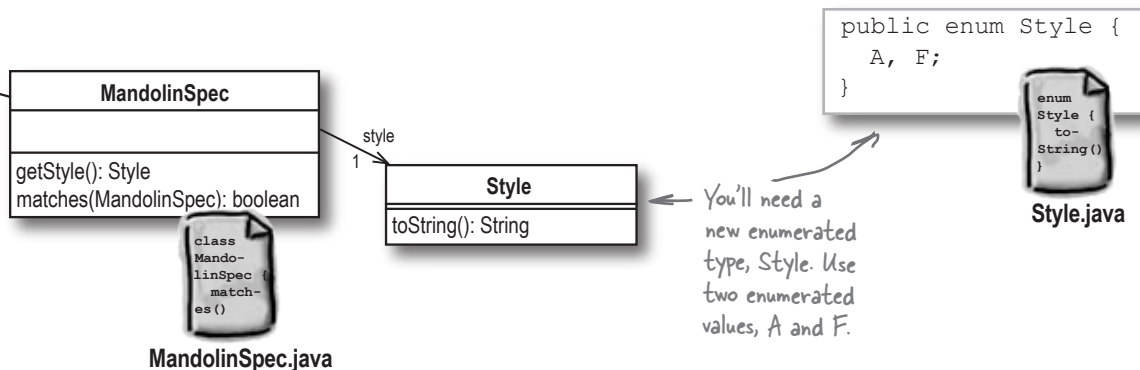 MandolinSpec
getStyle(): Style
matches(MandolinSpec): boolean
class
Mando-
linSpec {
match-
es()
MandolinSpec.java
style
1
Style
toString(): String
You'll need a
new enumerated
type, Style. Use
two enumerated
values, A and F.
public enum Style {
A, F;
}
enum
Style {
to-
String()
}
Style.java